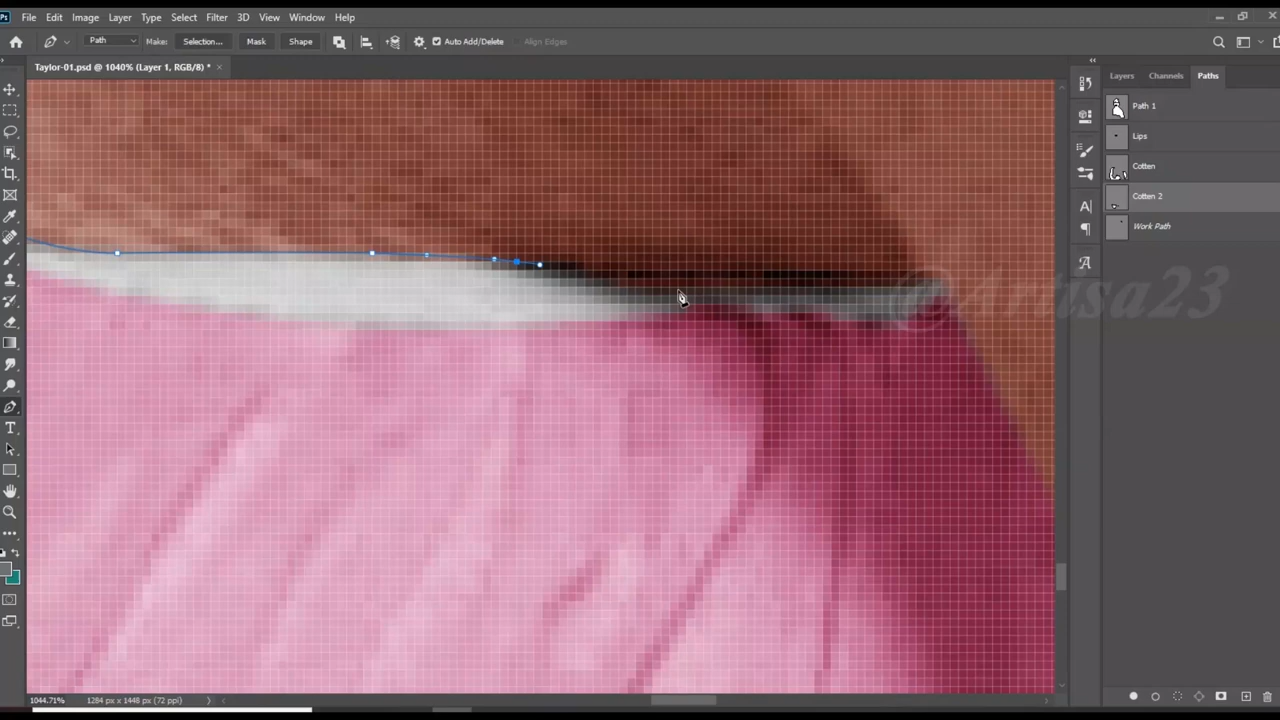 Ps File Edit Image Layer Type Select Filter 3D View Window Help
Path Make: Selection... Mask Shape Auto Add/Delete Align Edges
Taylor-01.psd @ 1040% (Layer 1, RGB/8) *
Layers Channels Paths
Path 1
Lips
Cotten
Cotten 2
Work Path
@Artisa23
1044.71% 1284 px x 1448 px (72 ppi)